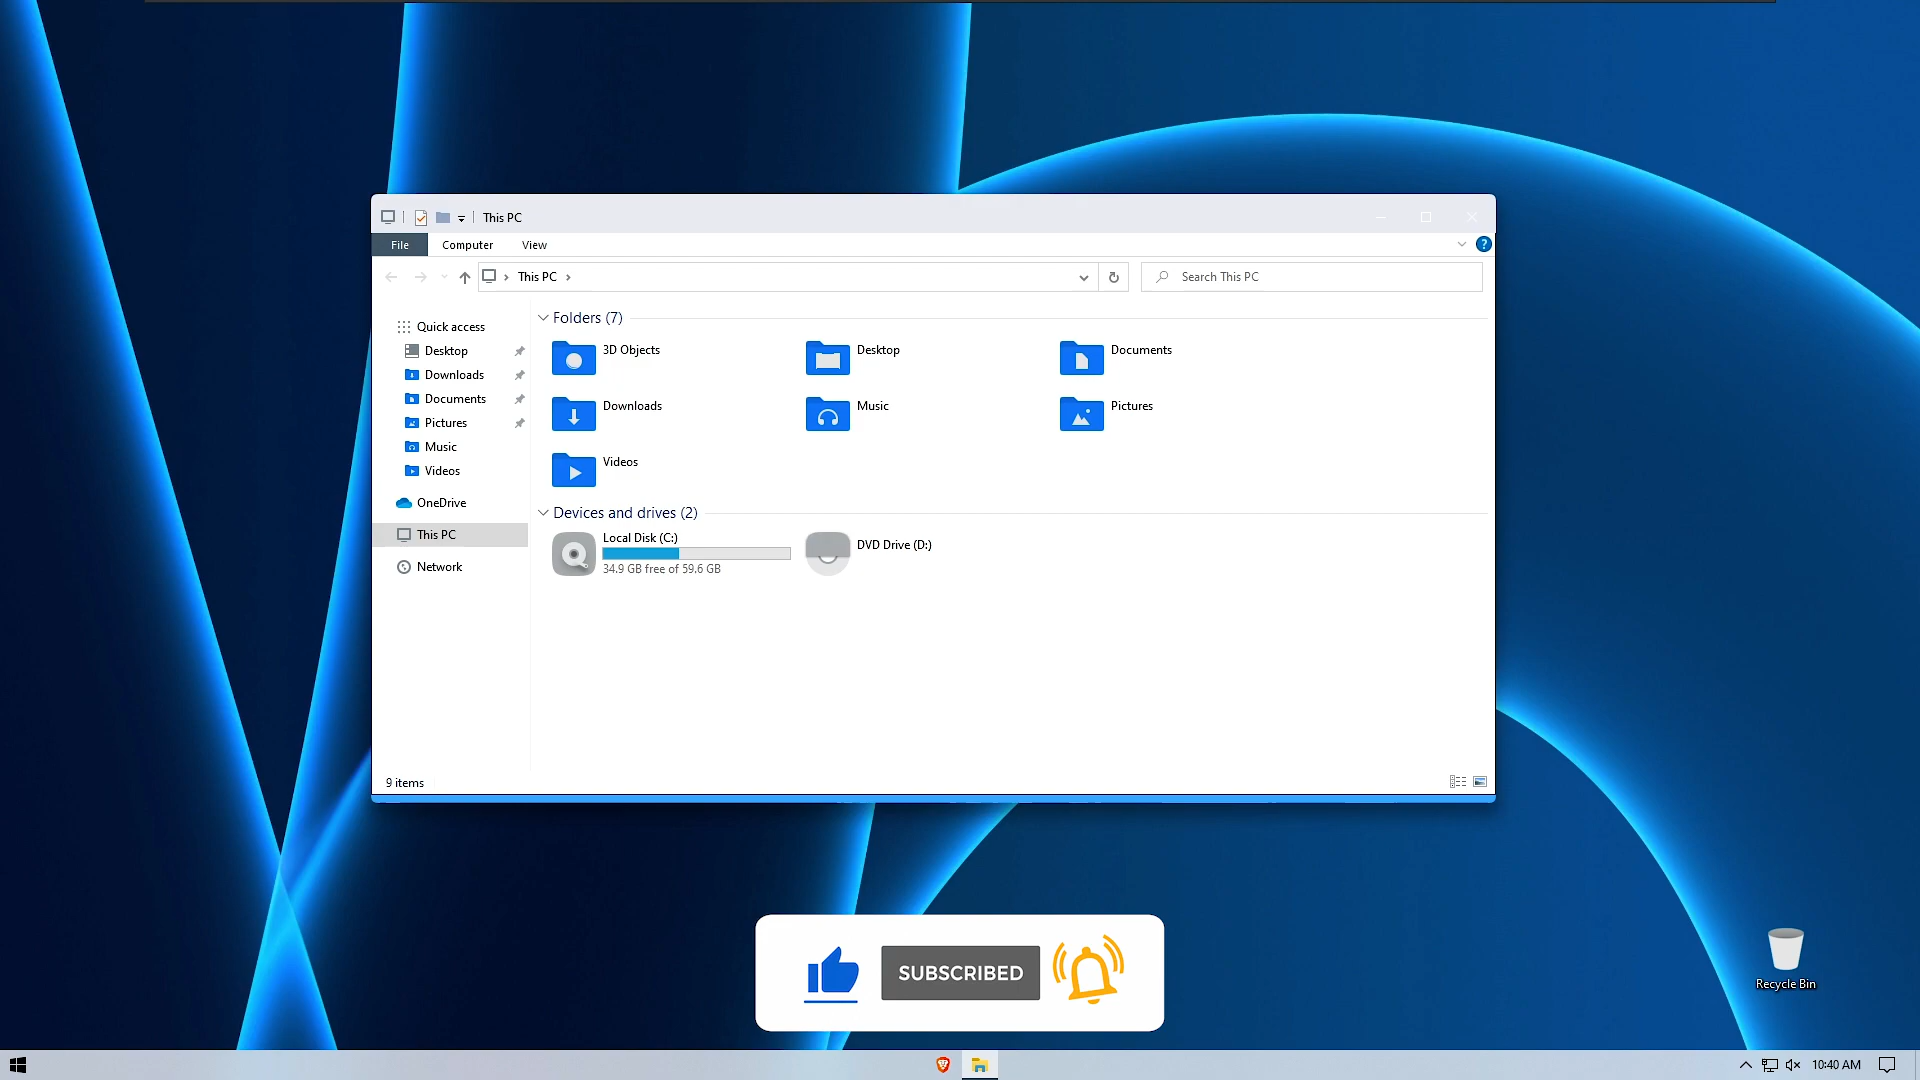 This PC
File Computer View
This PC
Search This PC
Quick access
Desktop
Downloads
Documents
Pictures
Music
Videos
OneDrive
This PC
Network
Folders (7)
3D Objects
Desktop
Documents
Downloads
Music
Pictures
Videos
Devices and drives (2)
Local Disk (C:)
34.9 GB free of 59.6 GB
DVD Drive (D:)
9 items
SUBSCRIBED
Recycle Bin
10:40 AM